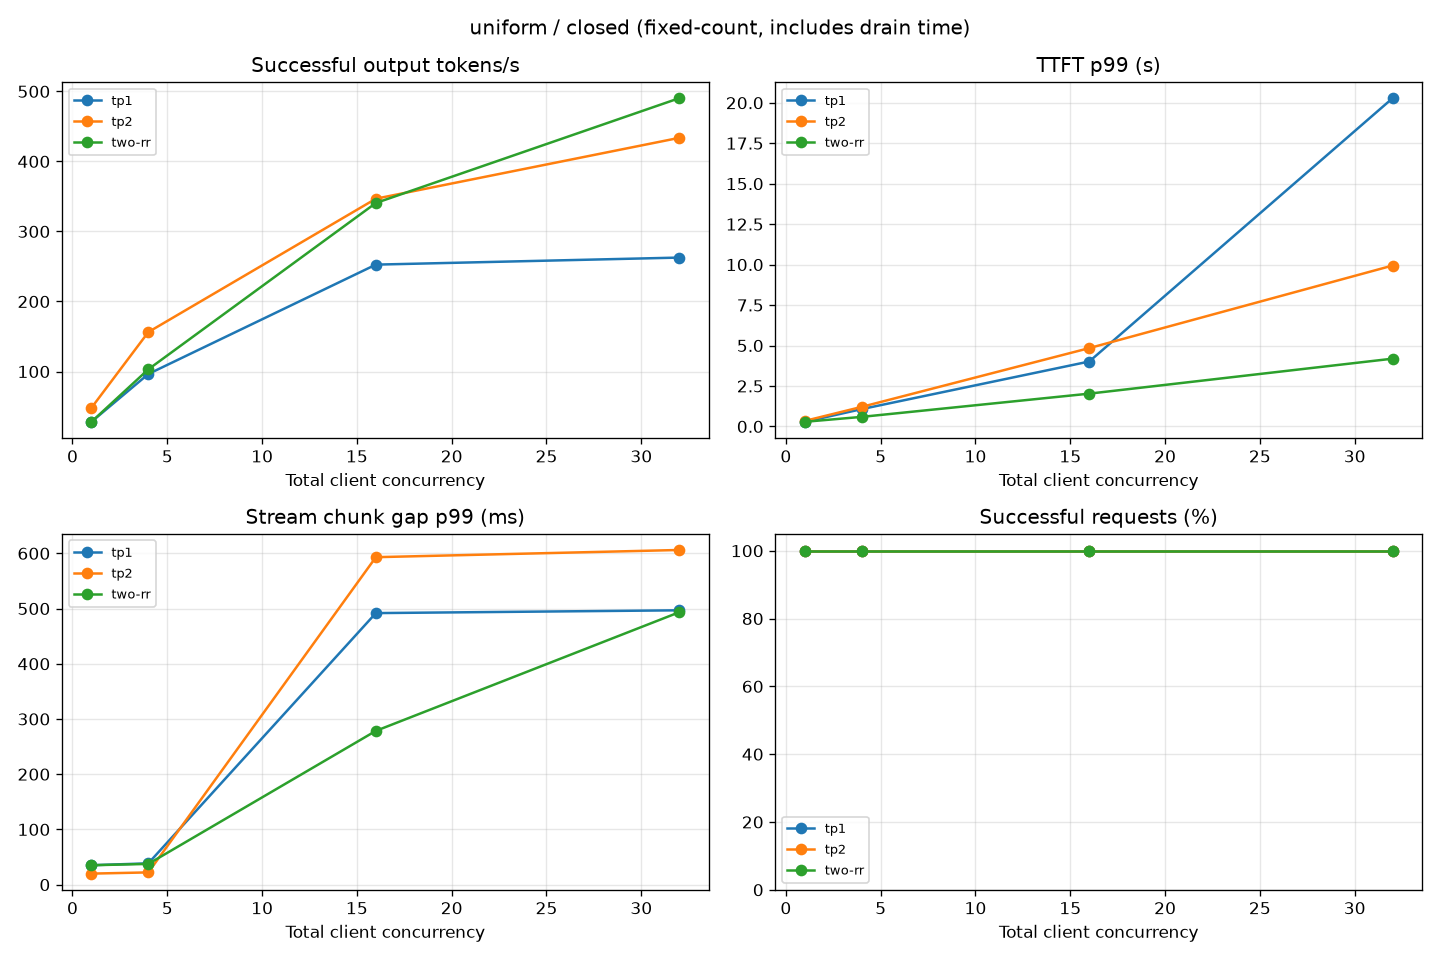 uniform / closed (fixed-count, includes drain time)
Successful output tokens/s
500
400
300
200
100
tp1
tp2
two-rr
0
5
10
15
20
25
30
Total client concurrency
TTFT p99 (s)
20.0
17.5
15.0
12.5
10.0
7.5
5.0
2.5
0.0
tp1
tp2
two-rr
0
5
10
15
20
25
30
Total client concurrency
Stream chunk gap p99 (ms)
600
500
400
300
200
100
0
tp1
tp2
two-rr
0
5
10
15
20
25
30
Total client concurrency
Successful requests (%)
100
80
60
40
20
0
tp1
tp2
two-rr
0
5
10
15
20
25
30
Total client concurrency